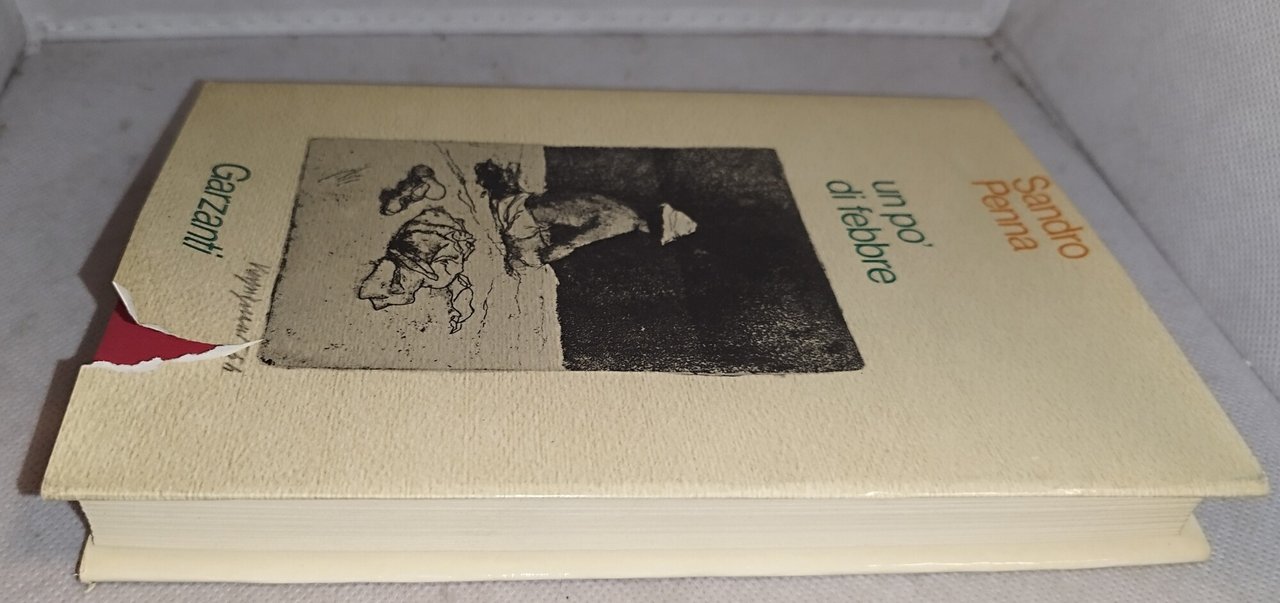 Sandro
Penna
un po'
di febbre
Garzanti